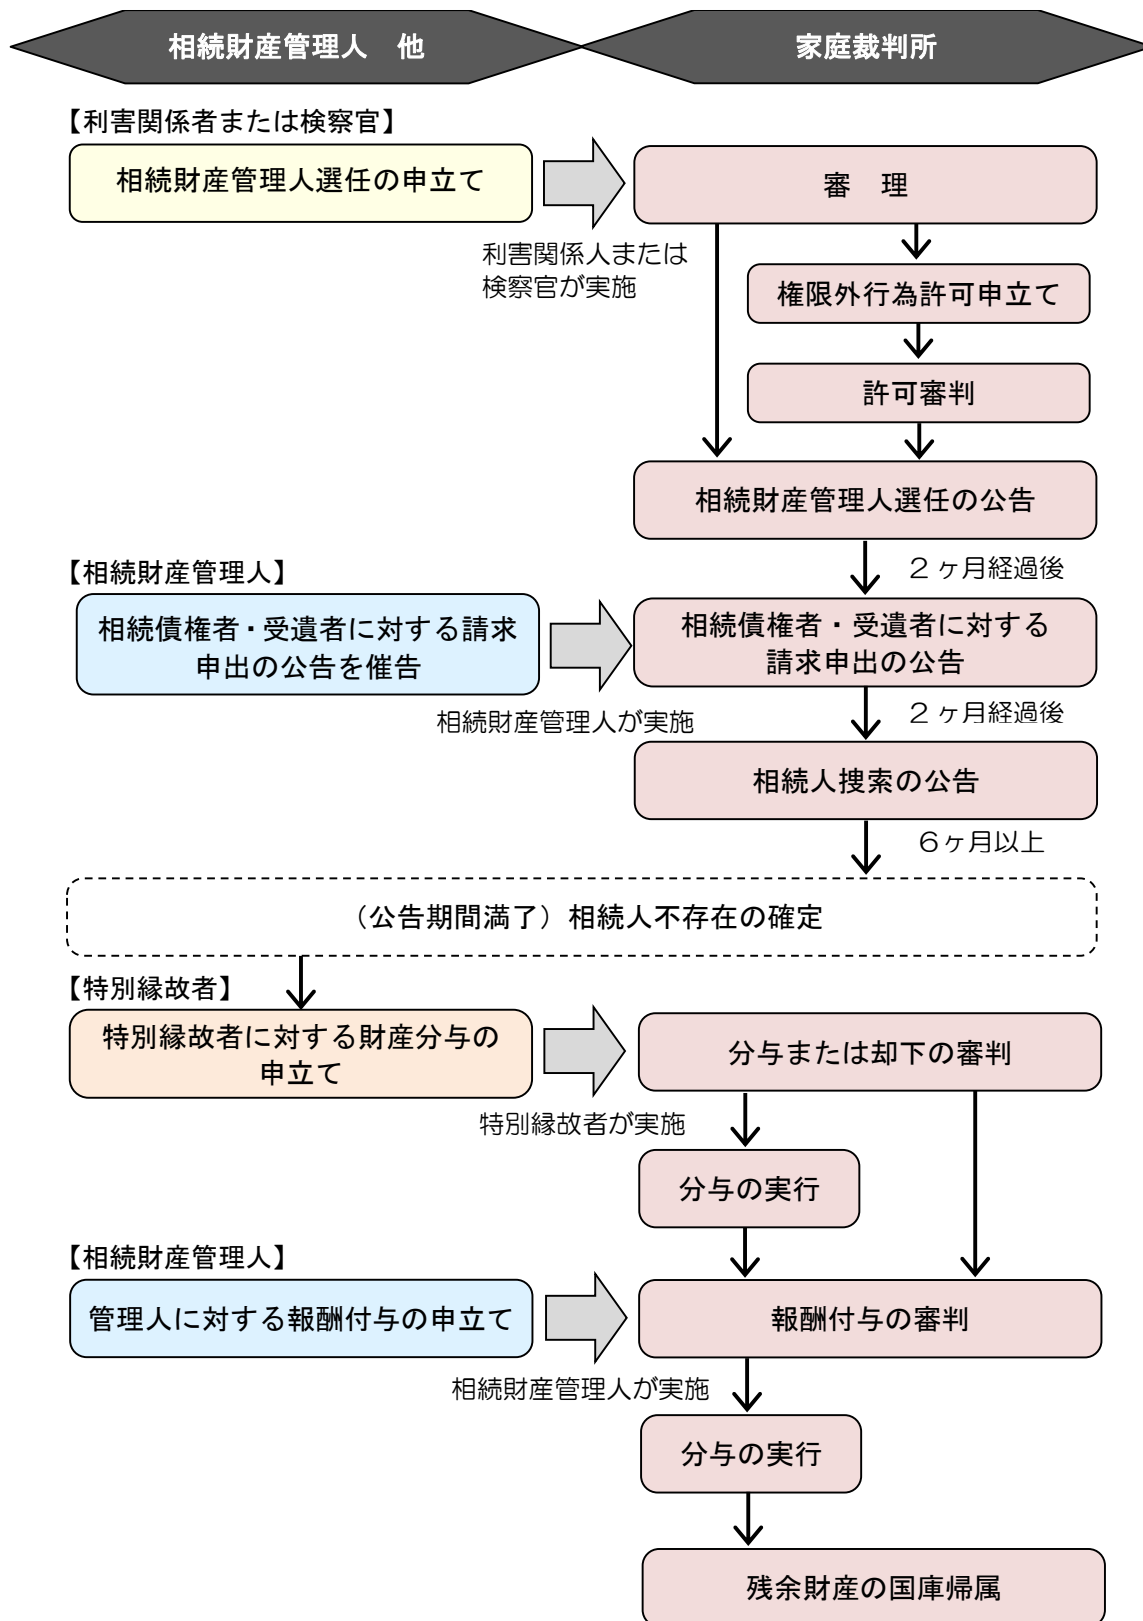 相続財産管理人　他
家庭裁判所
【利害関係者または検察官】
相続財産管理人選任の申立て
審　理
利害関係人または
検察官が実施
権限外行為許可申立て
許可審判
相続財産管理人選任の公告
２ヶ月経過後
【相続財産管理人】
相続債権者・受遺者に対する請求
申出の公告を催告
相続債権者・受遺者に対する
請求申出の公告
相続財産管理人が実施
２ヶ月経過後
相続人捜索の公告
６ヶ月以上
（公告期間満了）相続人不存在の確定
【特別縁故者】
特別縁故者に対する財産分与の
申立て
分与または却下の審判
特別縁故者が実施
分与の実行
【相続財産管理人】
管理人に対する報酬付与の申立て
報酬付与の審判
相続財産管理人が実施
分与の実行
残余財産の国庫帰属